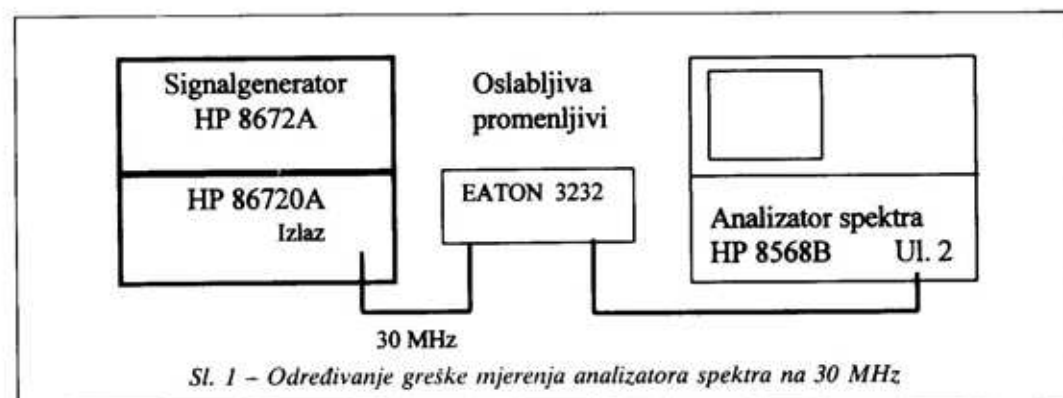 Signalgenerator
HP 8672A
HP 86720A
Izlaz
Oslabljiva
promenljivi
EATON 3232
Analizator spektra
HP 8568B Ul. 2
30 MHz
Sl. 1 – Određivanje greške mjerenja analizatora spektra na 30 MHz